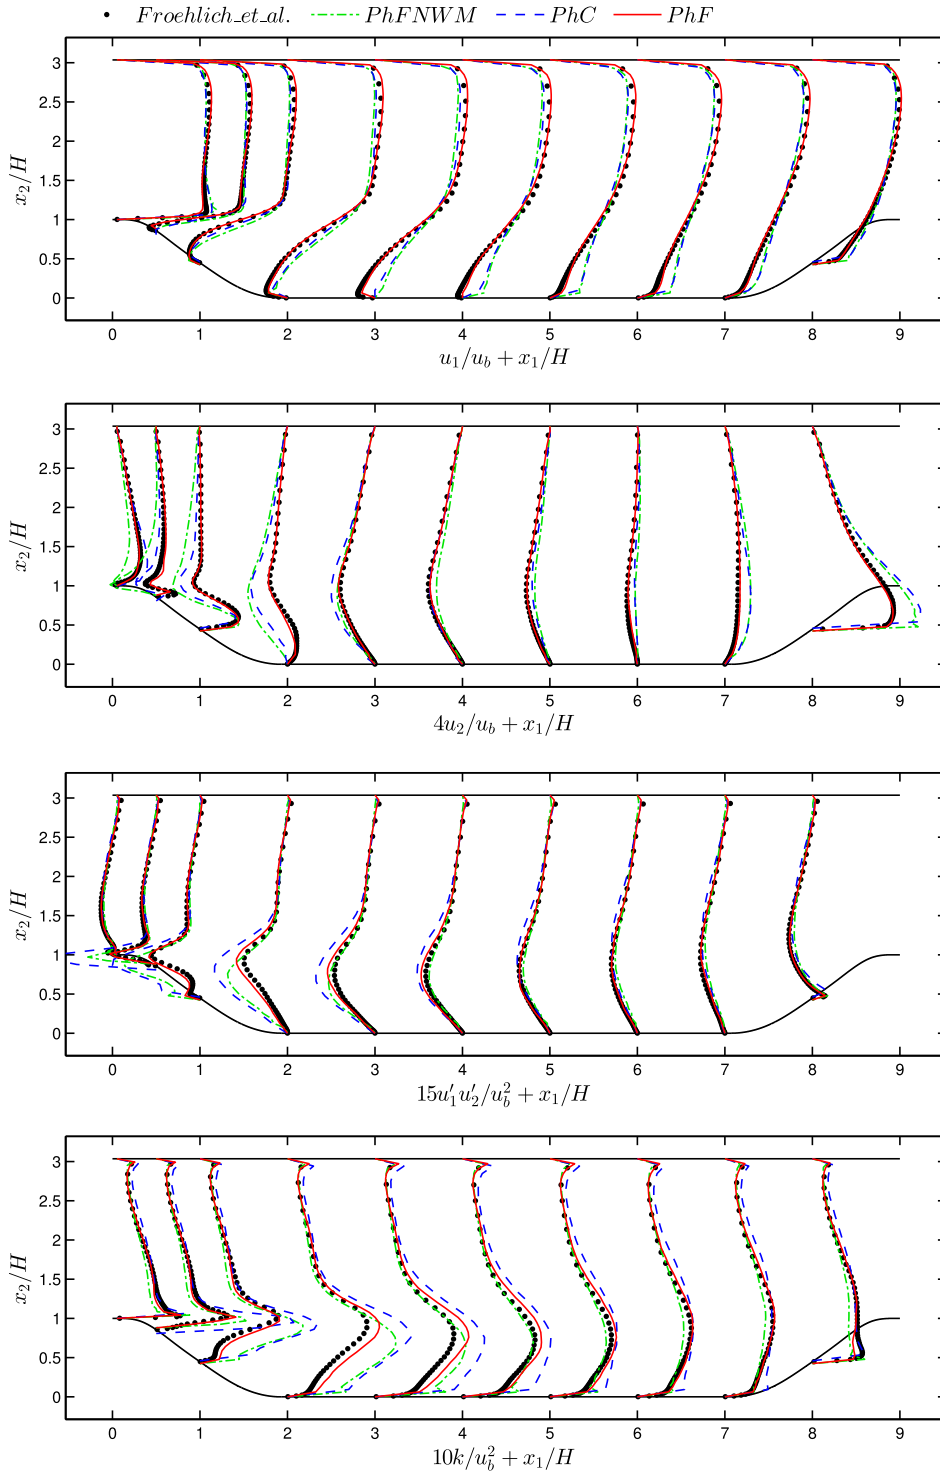 Froehlich_et_al. PhFNWM PhC PhF
3
2.5
2
1.5
1
0.5
0
x₂/H
0 1 2 3 4 5 6 7 8 9
u₁/u_b + x₁/H
3
2.5
2
1.5
1
0.5
0
x₂/H
0 1 2 3 4 5 6 7 8 9
4u₂/u_b + x₁/H
3
2.5
2
1.5
1
0.5
0
x₂/H
0 1 2 3 4 5 6 7 8 9
15u′₁u′₂/u_b² + x₁/H
3
2.5
2
1.5
1
0.5
0
x₂/H
0 1 2 3 4 5 6 7 8 9
10k/u_b² + x₁/H